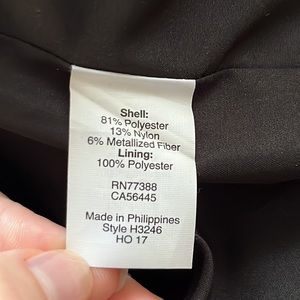 Shell:
81% Polyester
13% Nylon
6% Metallized Fiber
Lining:
100% Polyester
RN77388
CA56445
Made in Philippines
Style H3246
HO 17